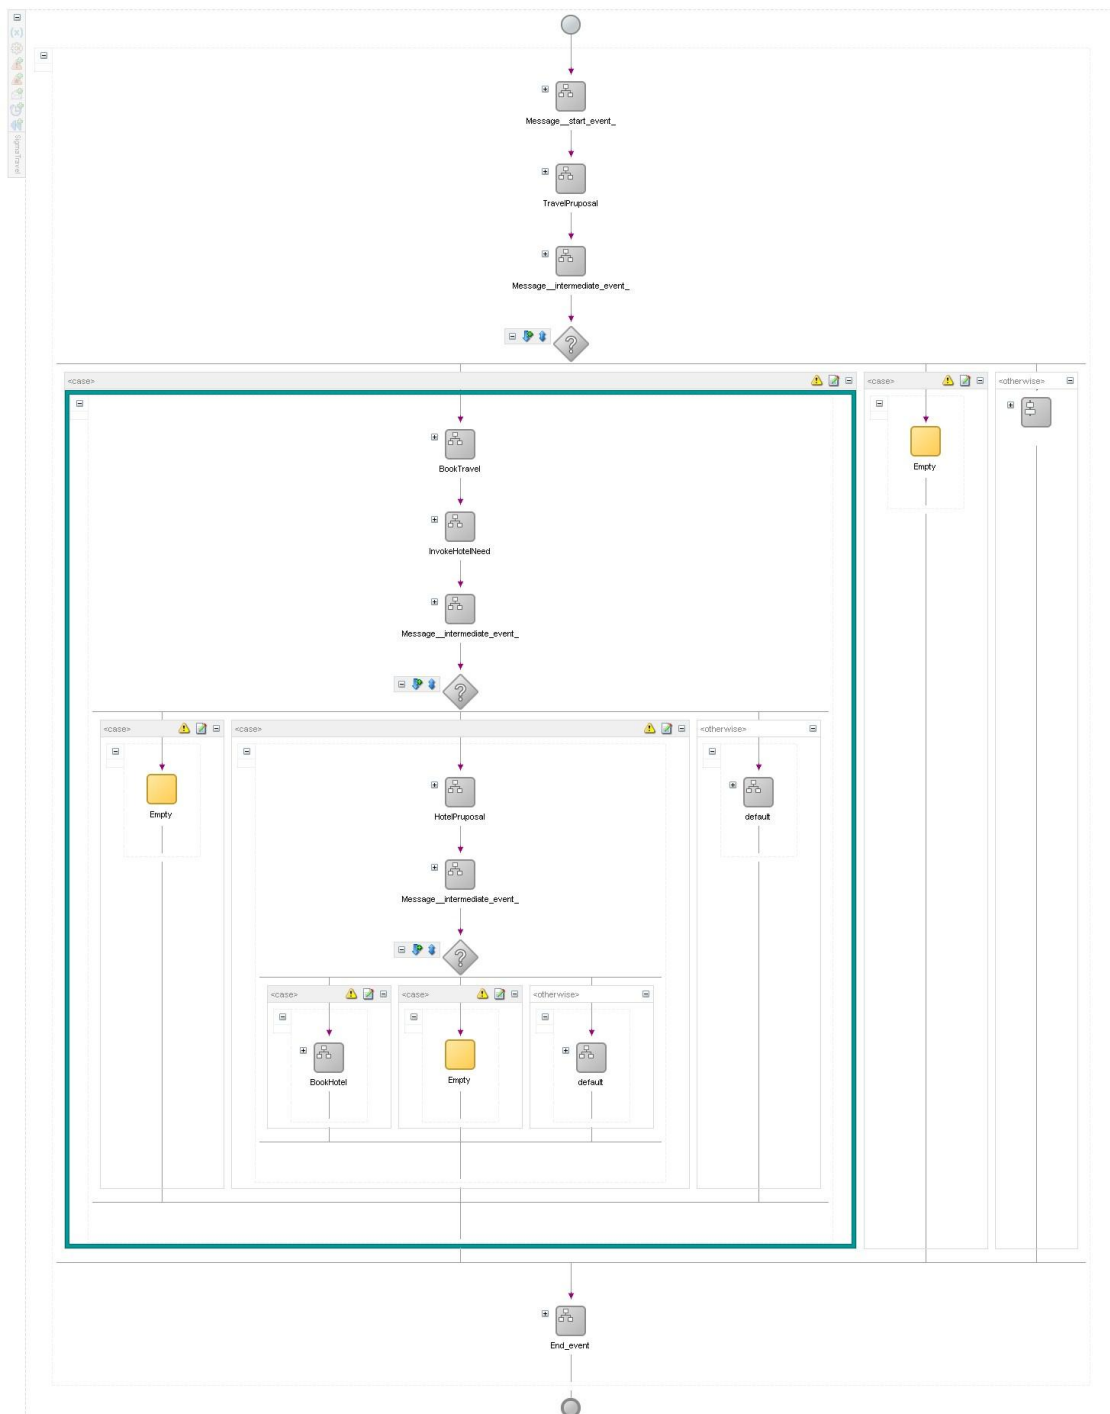 SigmaTravel
Message__start_event_
TravelPruposal
Message__intermediate_event_
<case>
<case>
<otherwise>
BookTravel
Empty
InvokeHotelNeed
Message__intermediate_event_
<case>
<case>
<otherwise>
Empty
HotelPruposal
default
Message__intermediate_event_
<case>
<case>
<otherwise>
BookHotel
Empty
default
End_event